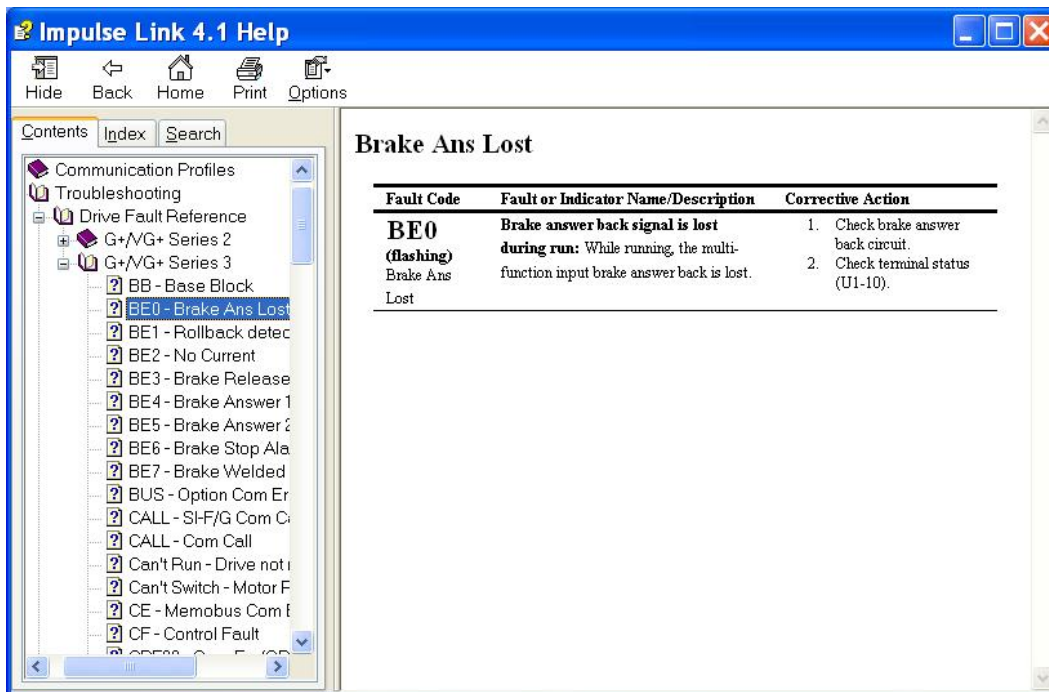 Impulse Link 4.1 Help
Hide Back Home Print Options
Contents Index Search
Communication Profiles
Troubleshooting
Drive Fault Reference
G+/VG+ Series 2
G+/VG+ Series 3
BB - Base Block
BE0 - Brake Ans Lost
BE1 - Rollback detec
BE2 - No Current
BE3 - Brake Release
BE4 - Brake Answer 1
BE5 - Brake Answer 2
BE6 - Brake Stop Ala
BE7 - Brake Welded
BUS - Option Com Er
CALL - SI-F/G Com C
CALL - Com Call
Can't Run - Drive not
Can't Switch - Motor F
CE - Memobus Com
CF - Control Fault
Brake Ans Lost
Fault Code Fault or Indicator Name/Description Corrective Action
BE0
(flashing)
Brake Ans
Lost
Brake answer back signal is lost
during run: While running, the multi-
function input brake answer back is lost.
1. Check brake answer
back circuit.
2. Check terminal status
(U1-10).